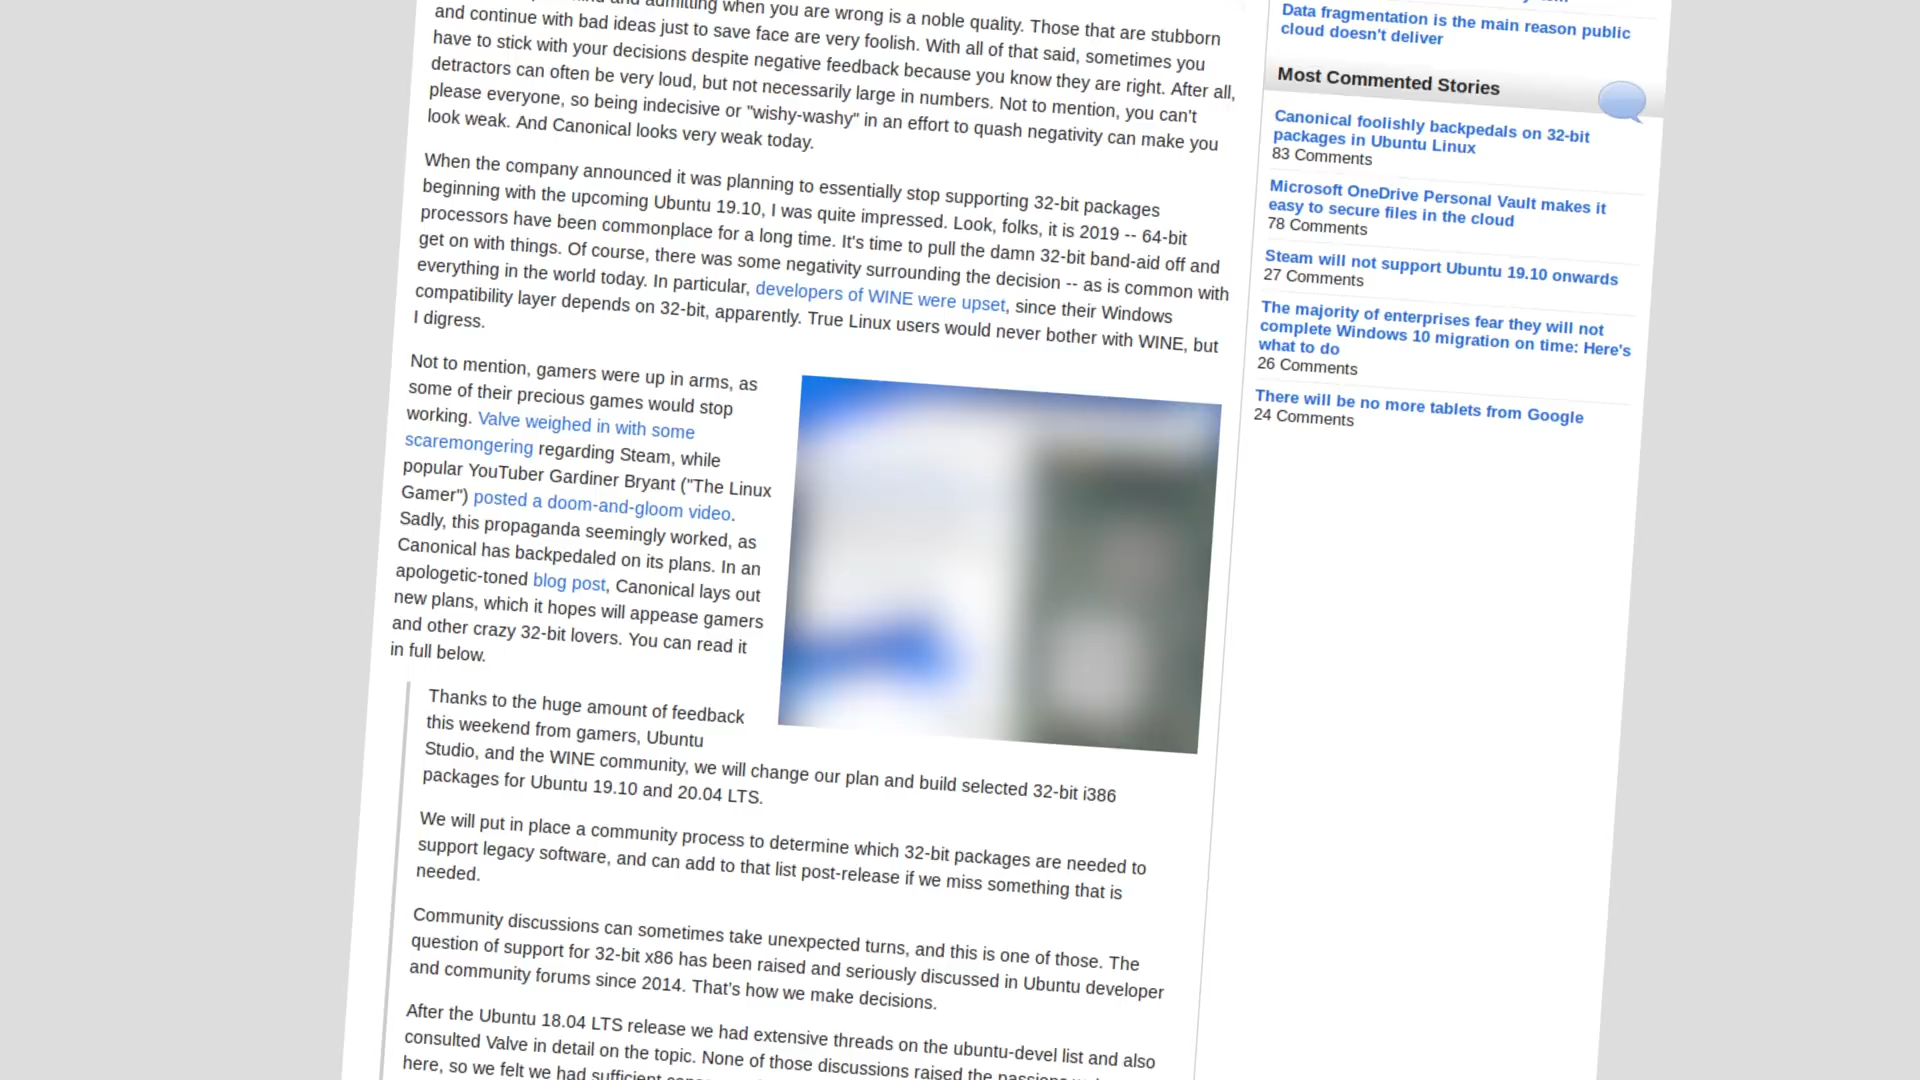 and admitting when you are wrong is a noble quality. Those that are stubborn
and continue with bad ideas just to save face are very foolish. With all of that said, sometimes you
have to stick with your decisions despite negative feedback because you know they are right. After all,
detractors can often be very loud, but not necessarily large in numbers. Not to mention, you can't
please everyone, so being indecisive or "wishy-washy" in an effort to quash negativity can make you
look weak. And Canonical looks very weak today.
When the company announced it was planning to essentially stop supporting 32-bit packages
beginning with the upcoming Ubuntu 19.10, I was quite impressed. Look, folks, it is 2019 -- 64-bit
processors have been commonplace for a long time. It's time to pull the damn 32-bit band-aid off and
get on with things. Of course, there was some negativity surrounding the decision -- as is common with
everything in the world today. In particular, developers of WINE were upset, since their Windows
compatibility layer depends on 32-bit, apparently. True Linux users would never bother with WINE, but
I digress.
Not to mention, gamers were up in arms, as
some of their precious games would stop
working. Valve weighed in with some
scaremongering regarding Steam, while
popular YouTuber Gardiner Bryant ("The Linux
Gamer") posted a doom-and-gloom video.
Sadly, this propaganda seemingly worked, as
Canonical has backpedaled on its plans. In an
apologetic-toned blog post, Canonical lays out
new plans, which it hopes will appease gamers
and other crazy 32-bit lovers. You can read it
in full below.
Thanks to the huge amount of feedback
this weekend from gamers, Ubuntu
Studio, and the WINE community, we will change our plan and build selected 32-bit i386
packages for Ubuntu 19.10 and 20.04 LTS.
We will put in place a community process to determine which 32-bit packages are needed to
support legacy software, and can add to that list post-release if we miss something that is
needed.
Community discussions can sometimes take unexpected turns, and this is one of those. The
question of support for 32-bit x86 has been raised and seriously discussed in Ubuntu developer
and community forums since 2014. That's how we make decisions.
After the Ubuntu 18.04 LTS release we had extensive threads on the ubuntu-devel list and also
consulted Valve in detail on the topic. None of those discussions raised the
here, so we felt we had sufficient
Data fragmentation is the main reason public
cloud doesn't deliver
Most Commented Stories
Canonical foolishly backpedals on 32-bit
packages in Ubuntu Linux
83 Comments
Microsoft OneDrive Personal Vault makes it
easy to secure files in the cloud
78 Comments
Steam will not support Ubuntu 19.10 onwards
27 Comments
The majority of enterprises fear they will not
complete Windows 10 migration on time: Here's
what to do
26 Comments
There will be no more tablets from Google
24 Comments